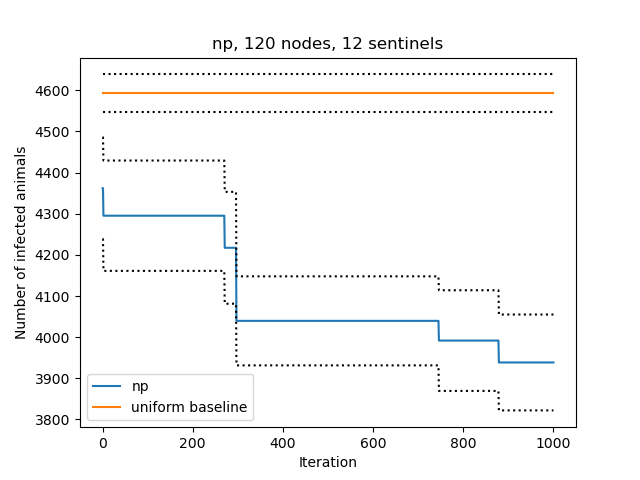 np, 120 nodes, 12 sentinels
Number of infected animals
4600
4500
4400
4300
4200
4100
4000
3900
3800
np
uniform baseline
0 200 400 600 800 1000
Iteration